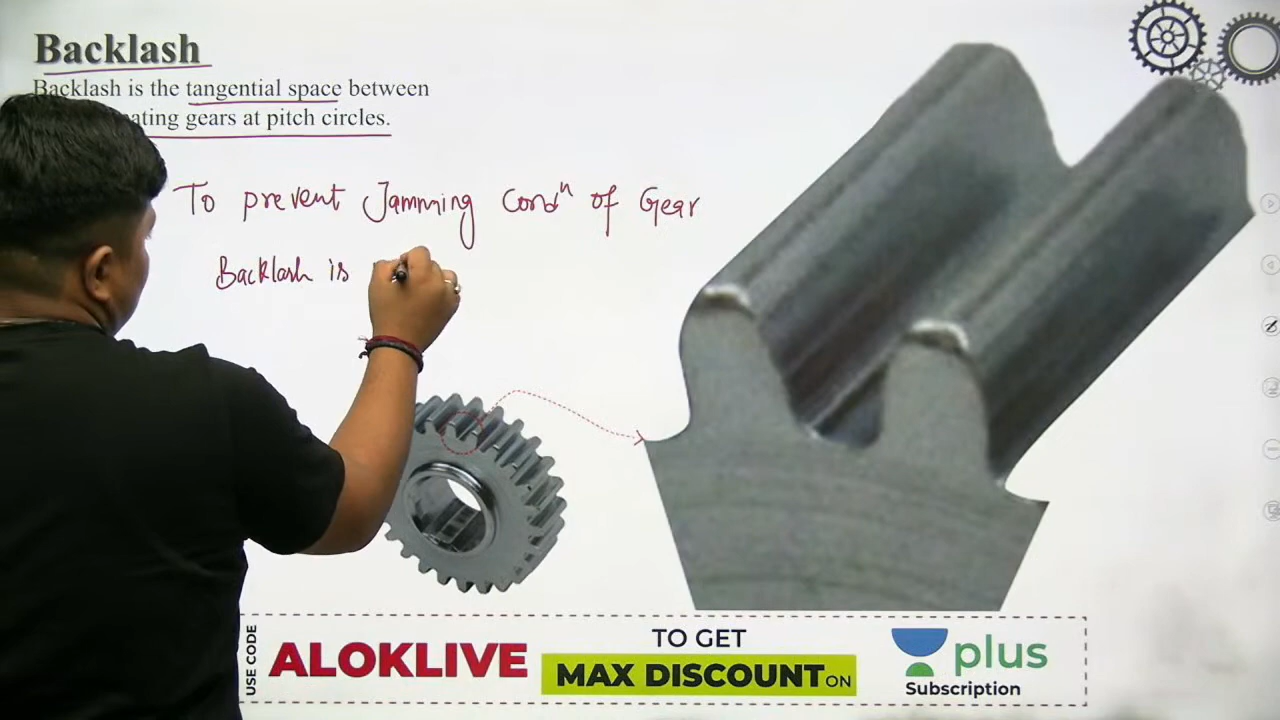 Backlash
Backlash is the tangential space between
ating gears at pitch circles.
To prevent Jamming Condⁿ of Gear
Backlash is
USE CODE
ALOKLIVE
TO GET
MAX DISCOUNT ON
plus
Subscription